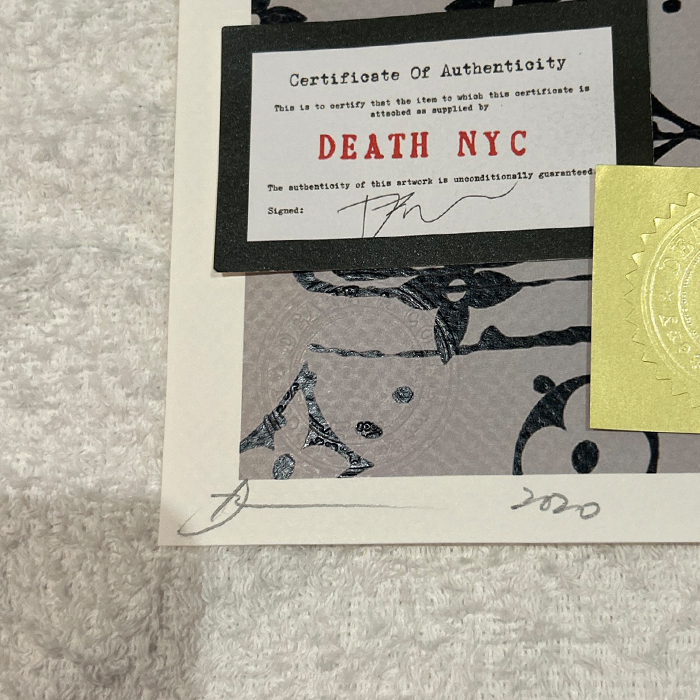 Certificate Of Authenticity
This is to certify that the item to which this certificate is
attached as supplied by
DEATH NYC
The authenticity of this artwork is unconditionally guaranteed.
Signed:
2020